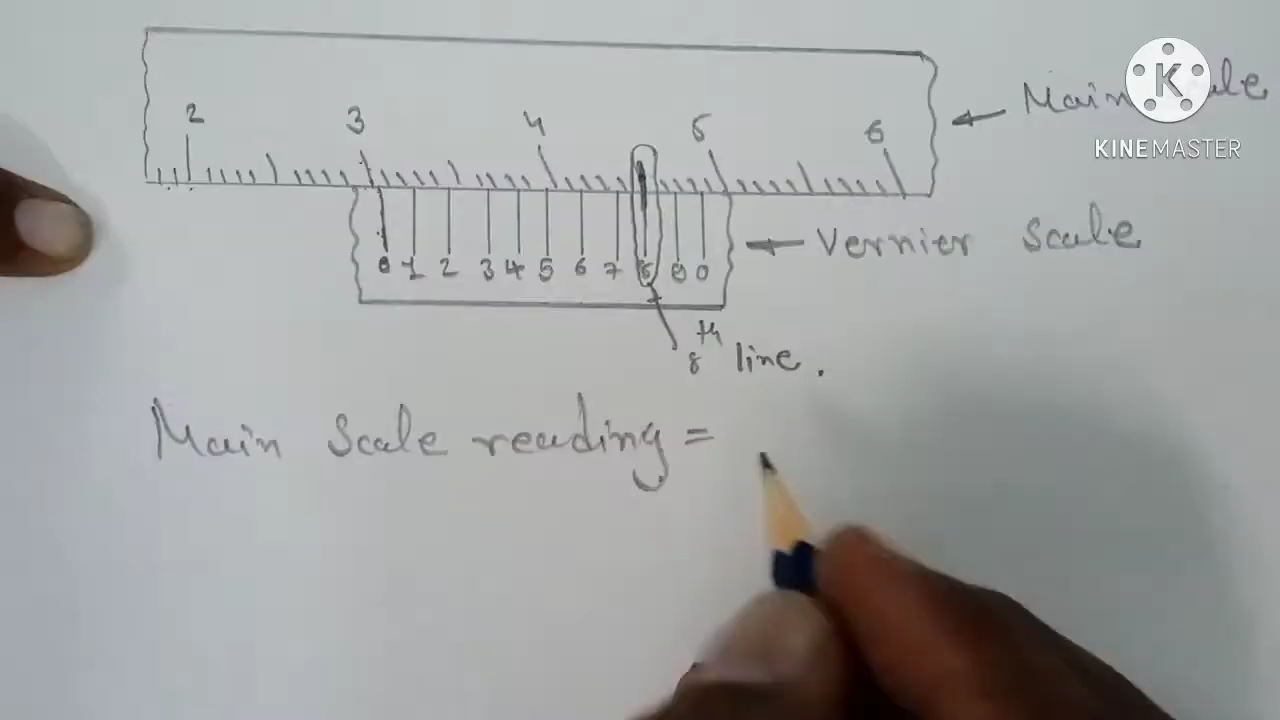 2 3 4 5 6
Main
K
KINEMASTER
Vernier Scale
0 1 2 3 4 5 6 7 8 9 0
8th line.
Main Scale reading =